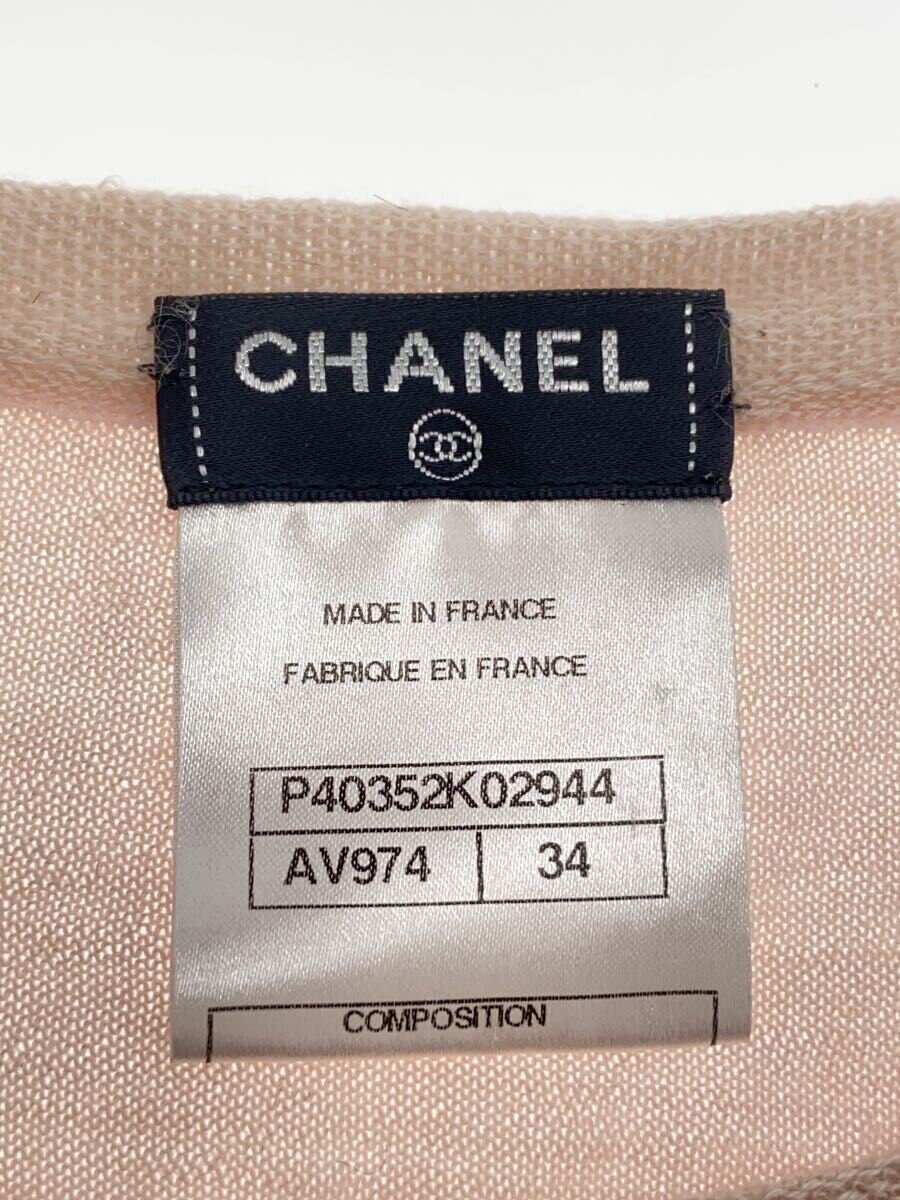 CHANEL
MADE IN FRANCE
FABRIQUE EN FRANCE
P40352K02944
AV974 34
COMPOSITION